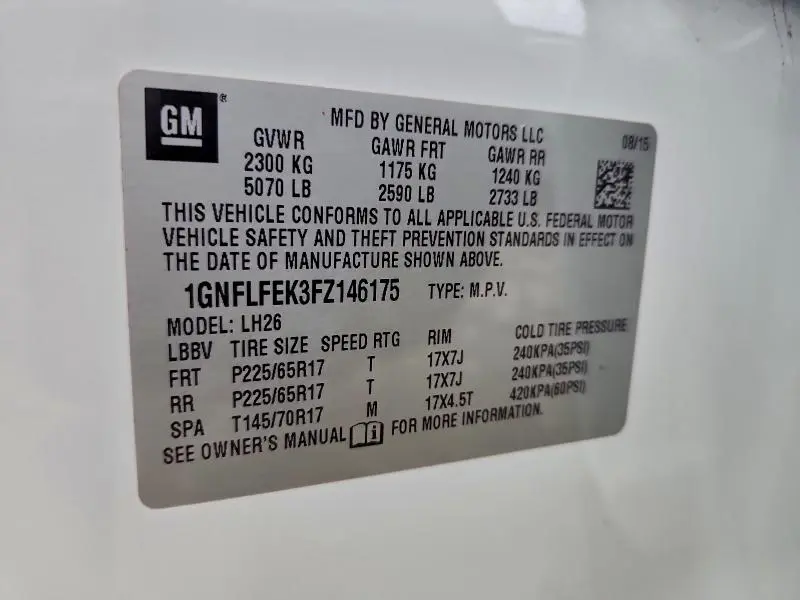 GM®
MFD BY GENERAL MOTORS LLC 08/15
GVWR GAWR FRT GAWR RR
2300 KG 1175 KG 1240 KG
5070 LB 2590 LB 2733 LB
THIS VEHICLE CONFORMS TO ALL APPLICABLE U.S. FEDERAL MOTOR
VEHICLE SAFETY AND THEFT PREVENTION STANDARDS IN EFFECT ON
THE DATE OF MANUFACTURE SHOWN ABOVE.
1GNFLFEK3FZ146175 TYPE: M.P.V.
MODEL: LH26
LBBV TIRE SIZE SPEED RTG RIM COLD TIRE PRESSURE
FRT P225/65R17 T 17X7J 240KPA(35PSI)
RR P225/65R17 T 17X7J 240KPA(35PSI)
SPA T145/70R17 M 17X4.5T 420KPA(60PSI)
SEE OWNER'S MANUAL i FOR MORE INFORMATION.